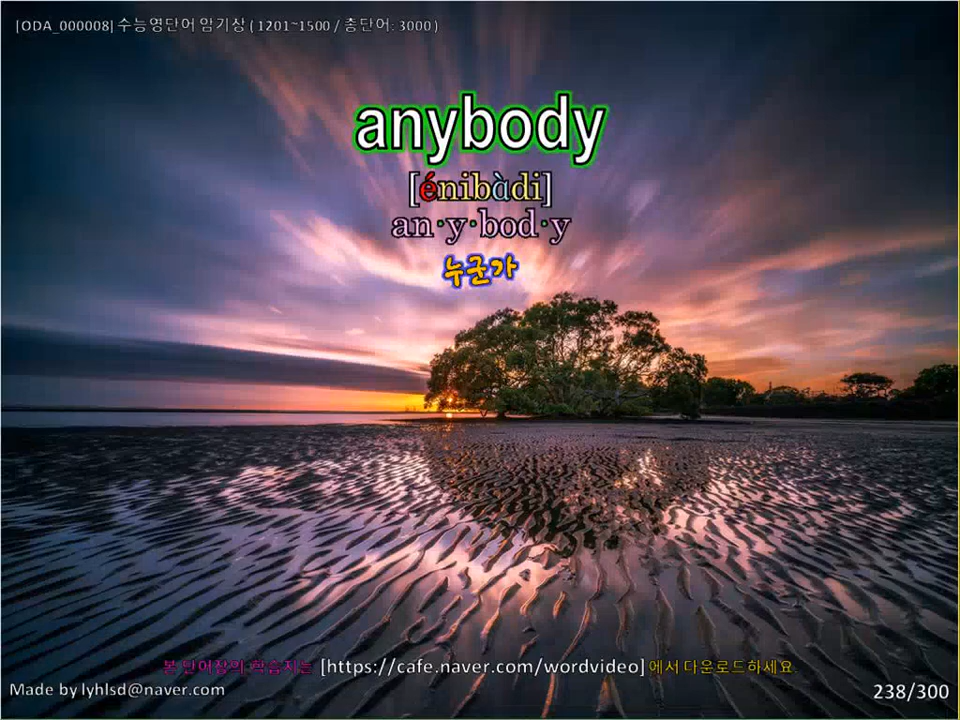 [ODA_000008] 수능영단어 암기상 ( 1201~1500 / 총단어: 3000 )
anybody
[énibàdi]
an·y·bod·y
누군가
본 단어장의 학습지는 [https://cafe.naver.com/wordvideo] 에서 다운로드하세요.
Made by lyhlsd@naver.com
238/300